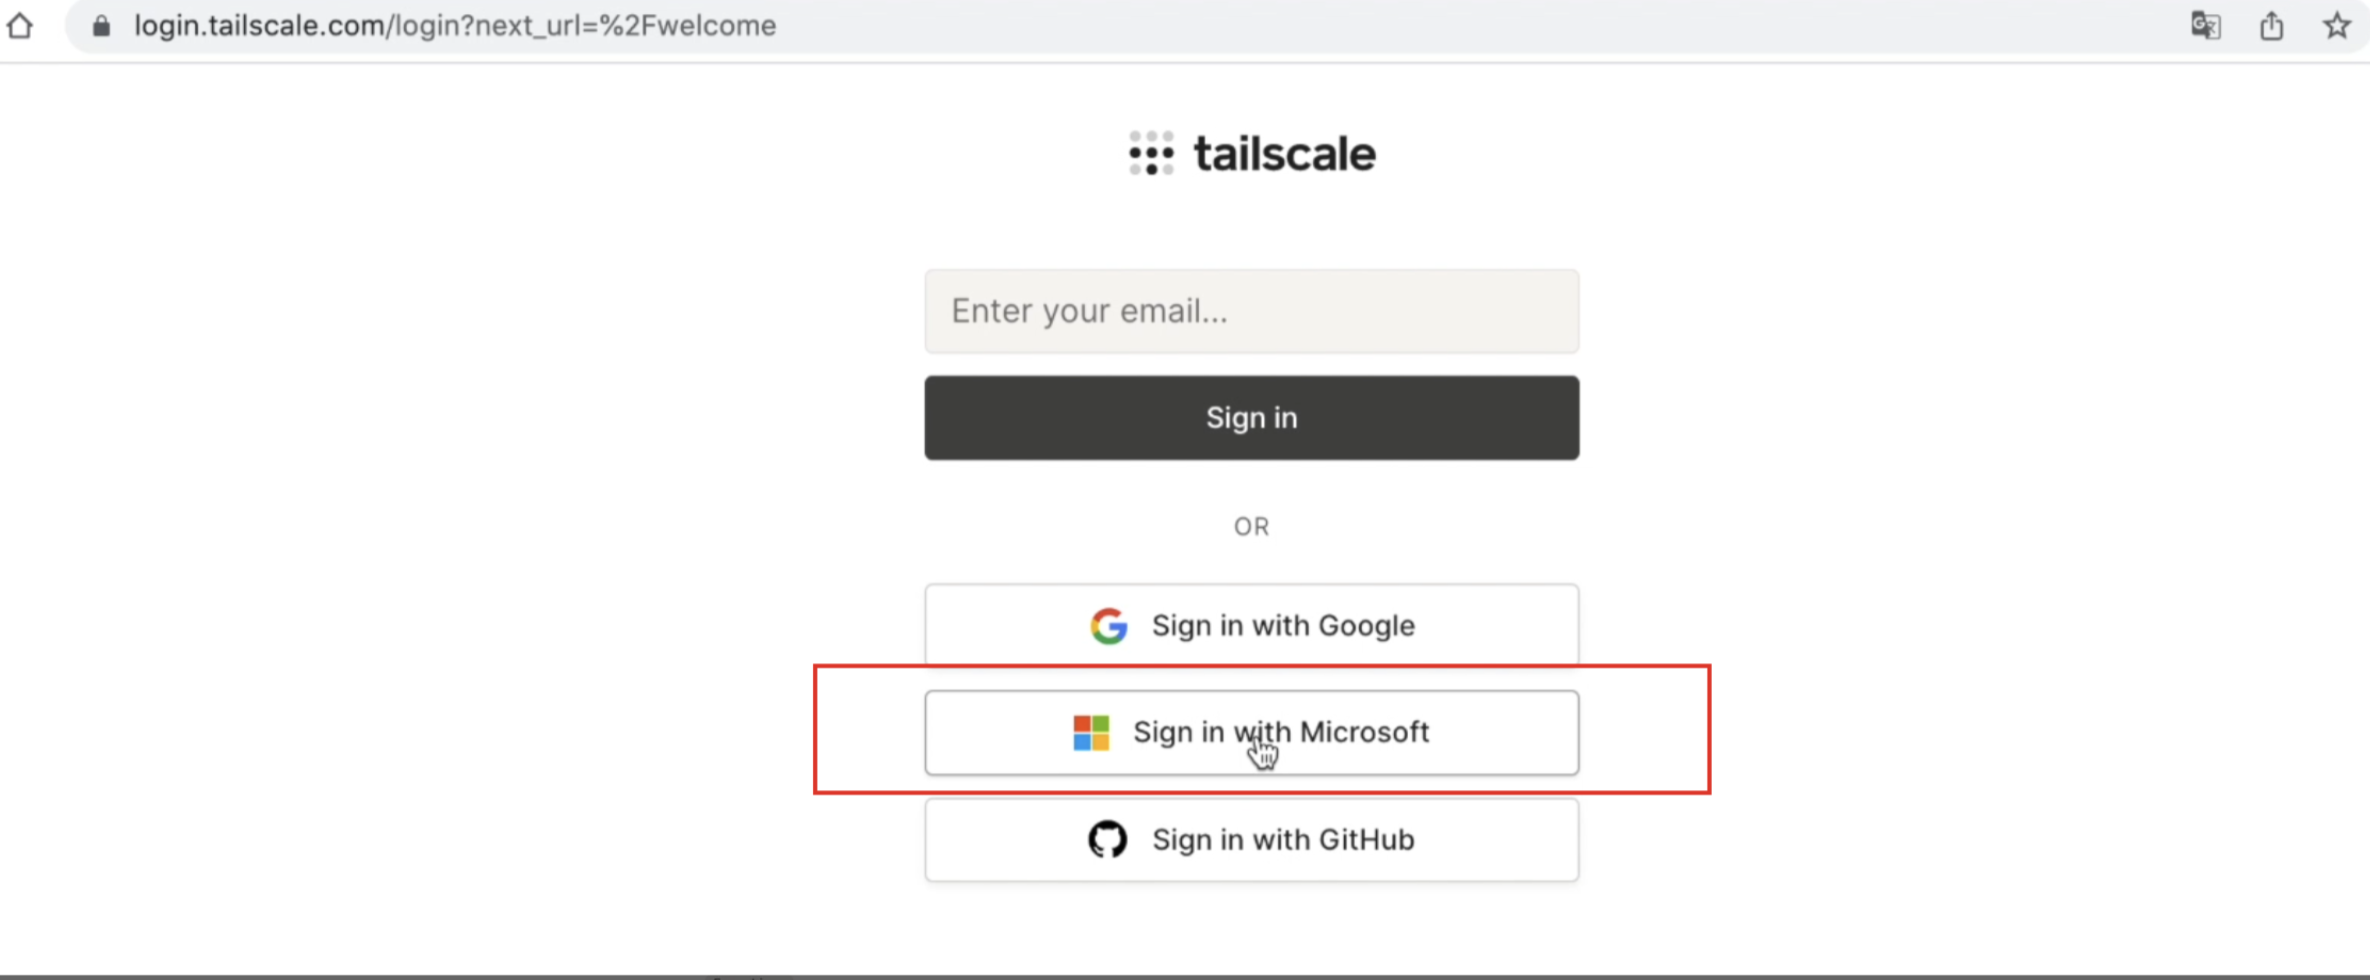 login.tailscale.com/login?next_url=%2Fwelcome
tailscale
Enter your email...
Sign in
OR
Sign in with Google
Sign in with Microsoft
Sign in with GitHub